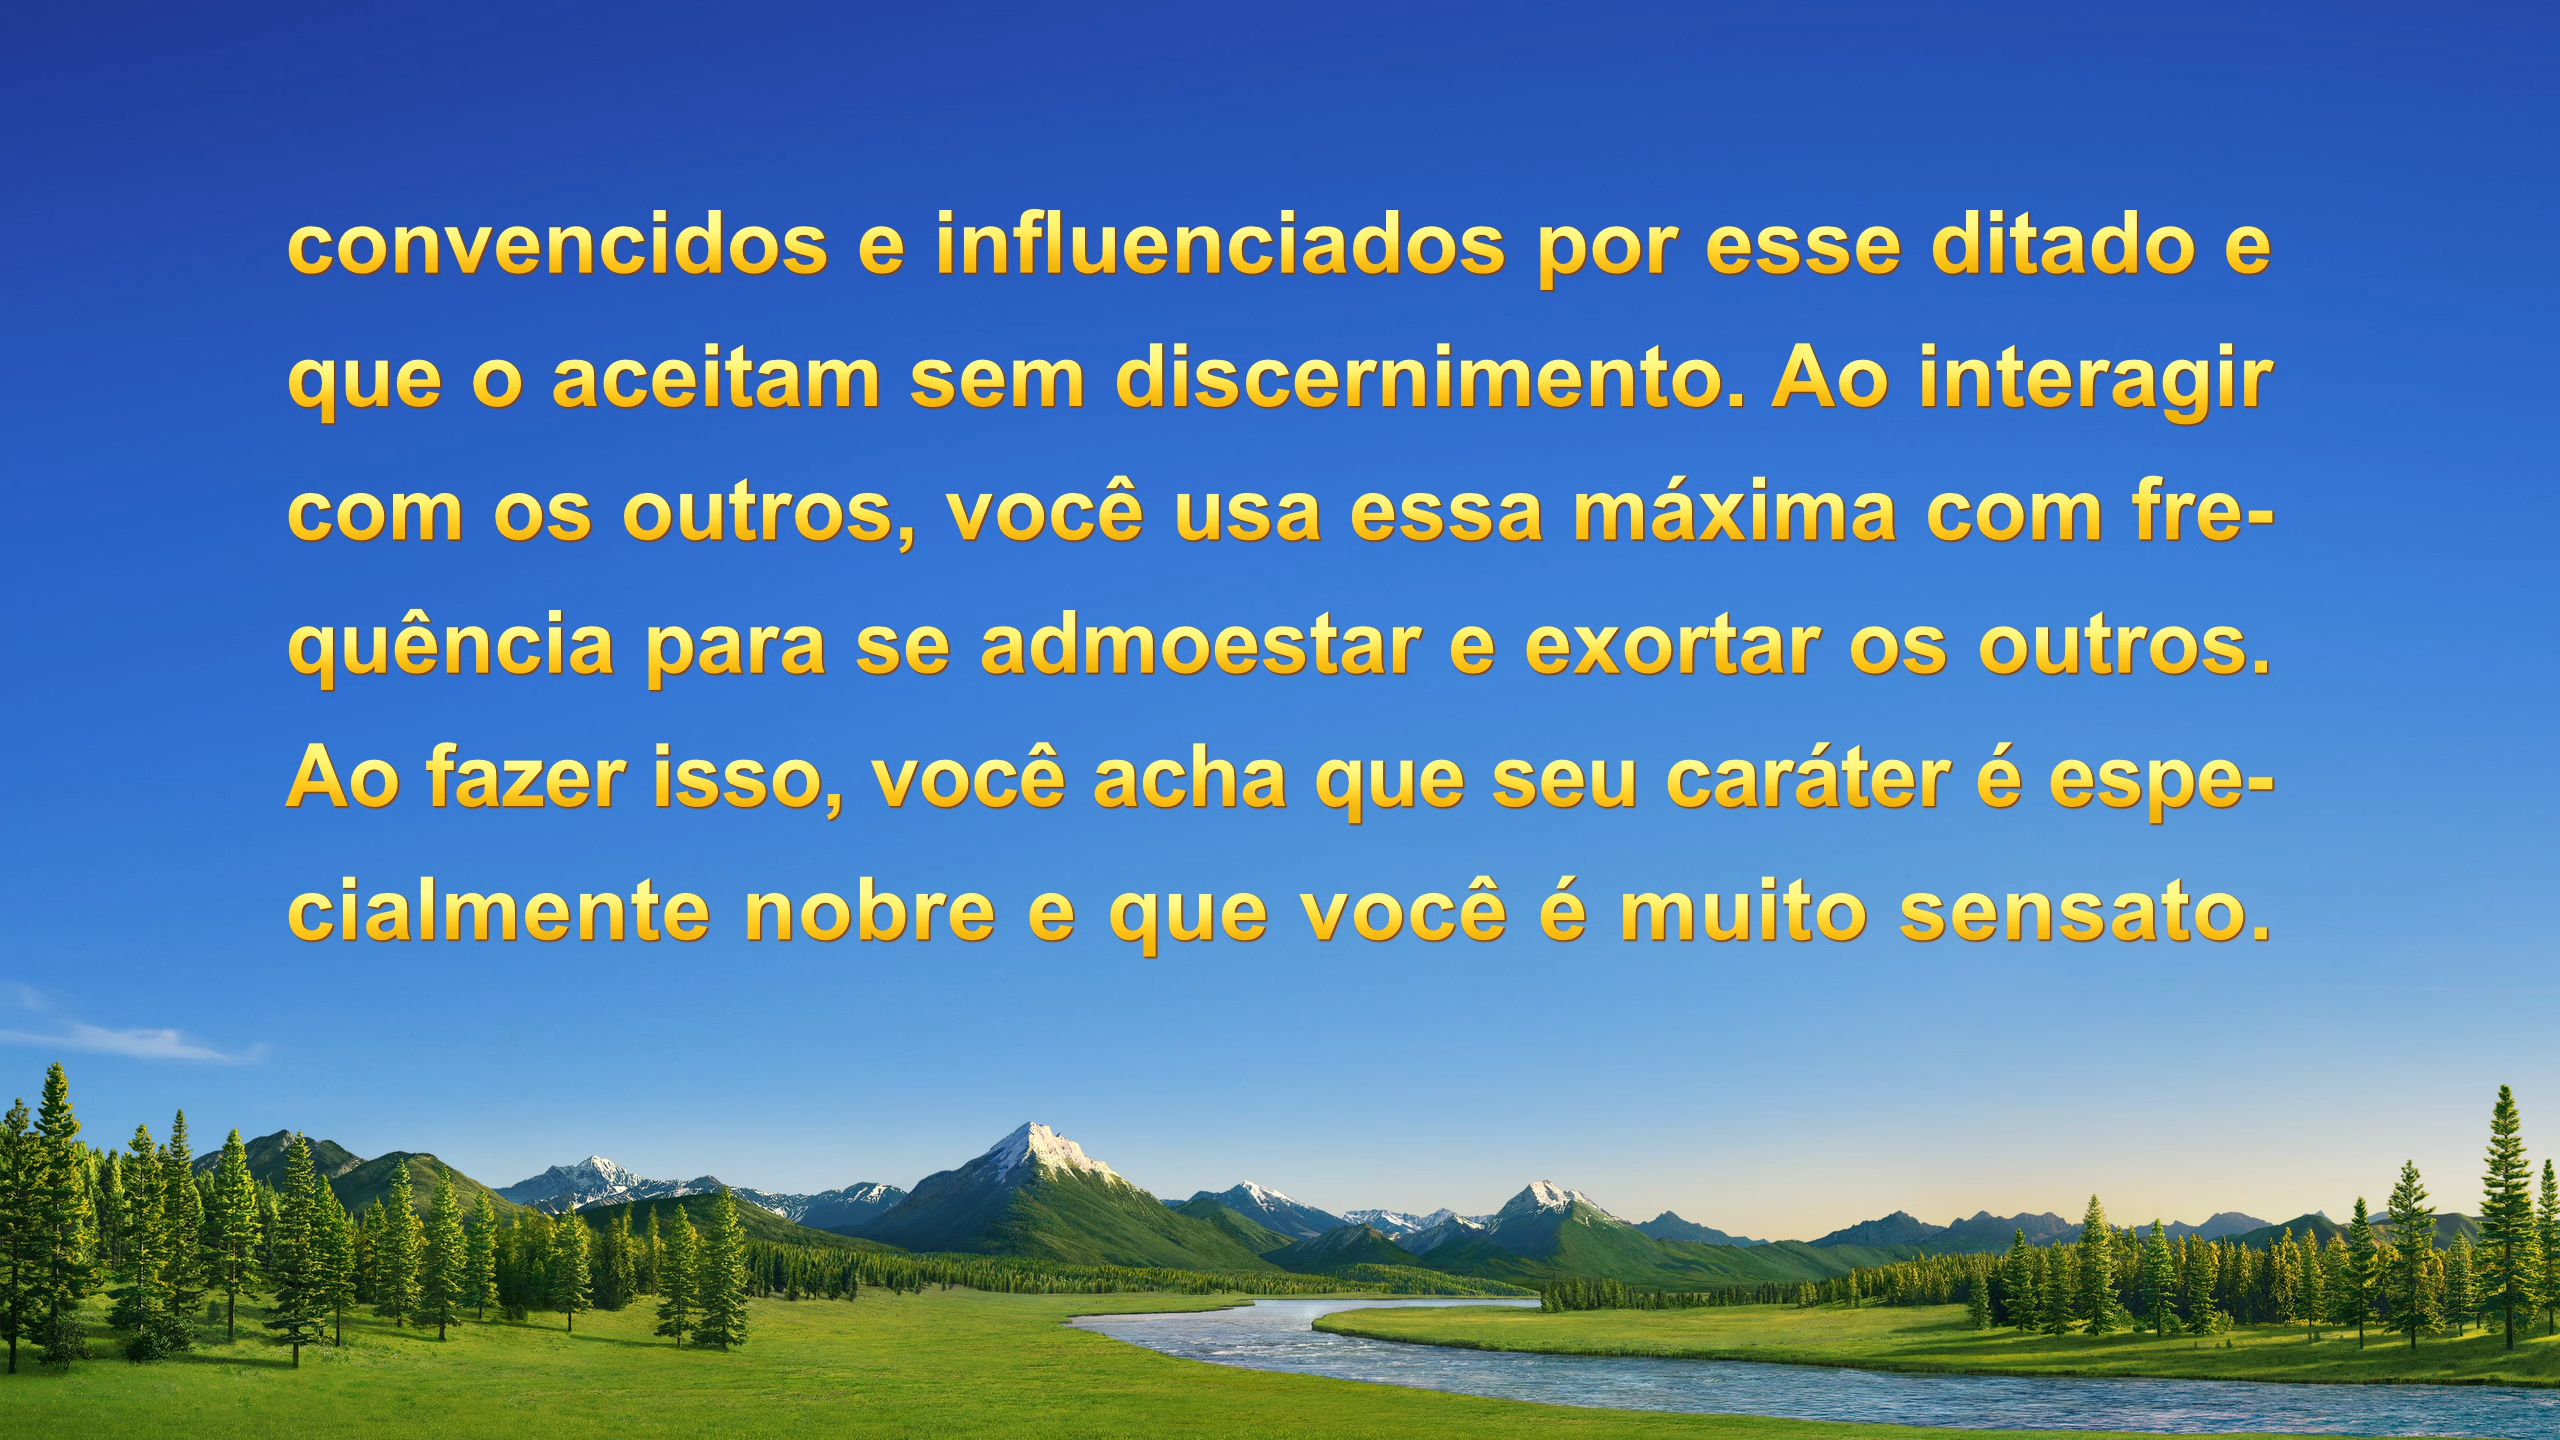 convencidos e influenciados por esse ditado e
que o aceitam sem discernimento. Ao interagir
com os outros, você usa essa máxima com fre-
quência para se admoestar e exortar os outros.
Ao fazer isso, você acha que seu caráter é espe-
cialmente nobre e que você é muito sensato.